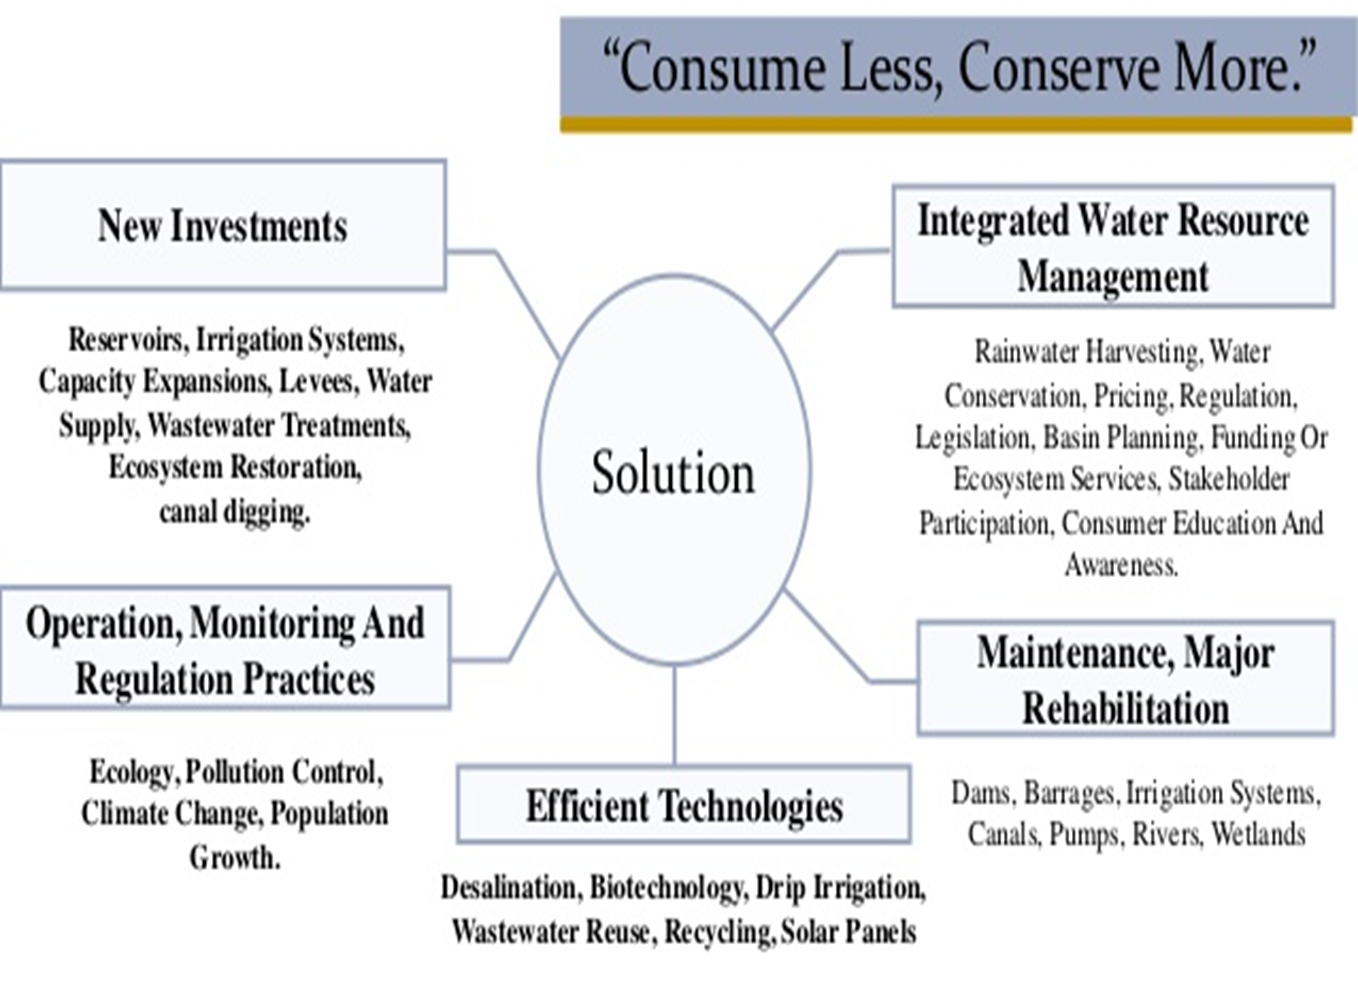 “Consume Less, Conserve More.”
New Investments
Reservoirs, Irrigation Systems,
Capacity Expansions, Levees, Water
Supply, Wastewater Treatments,
Ecosystem Restoration,
canal digging.
Integrated Water Resource
Management
Rainwater Harvesting, Water
Conservation, Pricing, Regulation,
Legislation, Basin Planning, Funding Or
Ecosystem Services, Stakeholder
Participation, Consumer Education And
Awareness.
Solution
Operation, Monitoring And
Regulation Practices
Ecology, Pollution Control,
Climate Change, Population
Growth.
Maintenance, Major
Rehabilitation
Dams, Barrages, Irrigation Systems,
Canals, Pumps, Rivers, Wetlands
Efficient Technologies
Desalination, Biotechnology, Drip Irrigation,
Wastewater Reuse, Recycling, Solar Panels